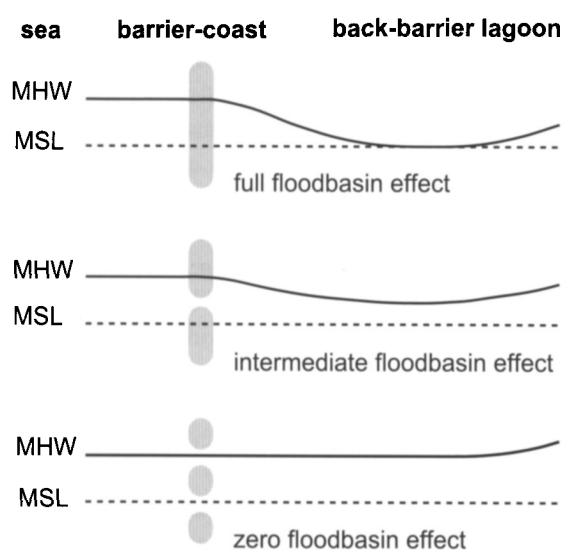 sea barrier-coast back-barrier lagoon
MHW
MSL
full floodbasin effect
MHW
MSL
intermediate floodbasin effect
MHW
MSL
zero floodbasin effect